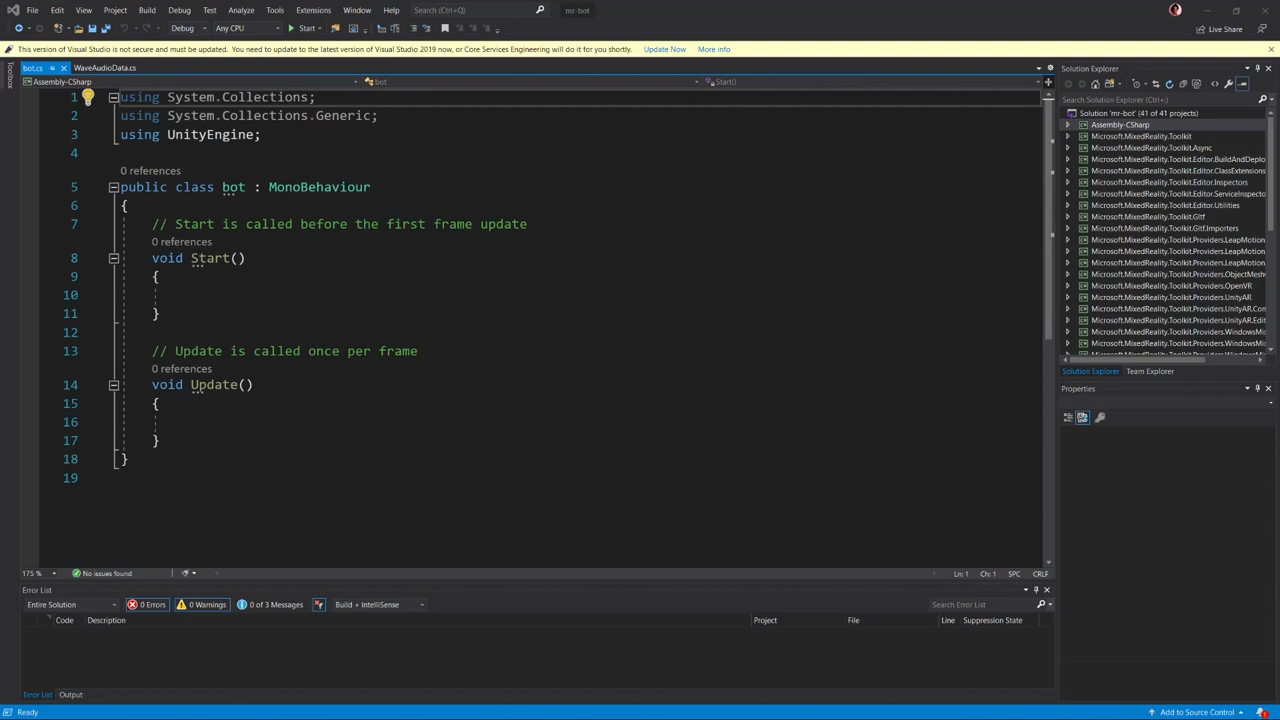 File Edit View Project Build Debug Test Analyze Tools Extensions Window Help Search (Ctrl+Q) mr-bot
Debug Any CPU Start Live Share
This version of Visual Studio is not secure and must be updated. You need to update to the latest version of Visual Studio 2019 now, or Core Services Engineering will do it for you shortly. Update Now More info
Toolbox
bot.cs WaveAudioData.cs
Assembly-CSharp bot Start()
1 using System.Collections;
2 using System.Collections.Generic;
3 using UnityEngine;
4
0 references
5 public class bot : MonoBehaviour
6 {
7 // Start is called before the first frame update
0 references
8 void Start()
9 {
10
11 }
12
13 // Update is called once per frame
0 references
14 void Update()
15 {
16
17 }
18 }
19
175 % No issues found Ln: 1 Ch: 1 SPC CRLF
Error List
Entire Solution 0 Errors 0 Warnings 0 of 3 Messages Build + IntelliSense Search Error List
Code Description Project File Line Suppression State
Error List Output
Solution Explorer
Search Solution Explorer (Ctrl+;)
Solution 'mr-bot' (41 of 41 projects)
Assembly-CSharp
Microsoft.MixedReality.Toolkit
Microsoft.MixedReality.Toolkit.Async
Microsoft.MixedReality.Toolkit.Editor.BuildAndDeplo
Microsoft.MixedReality.Toolkit.Editor.ClassExtensions
Microsoft.MixedReality.Toolkit.Editor.Inspectors
Microsoft.MixedReality.Toolkit.Editor.ServiceInspecto
Microsoft.MixedReality.Toolkit.Editor.Utilities
Microsoft.MixedReality.Toolkit.Gltf
Microsoft.MixedReality.Toolkit.Gltf.Importers
Microsoft.MixedReality.Toolkit.Providers.LeapMotion
Microsoft.MixedReality.Toolkit.Providers.LeapMotion
Microsoft.MixedReality.Toolkit.Providers.ObjectMesh
Microsoft.MixedReality.Toolkit.Providers.OpenVR
Microsoft.MixedReality.Toolkit.Providers.UnityAR
Microsoft.MixedReality.Toolkit.Providers.UnityAR.Con
Microsoft.MixedReality.Toolkit.Providers.UnityAR.Edit
Microsoft.MixedReality.Toolkit.Providers.WindowsMi
Microsoft.MixedReality.Toolkit.Providers.WindowsMi
Solution Explorer Team Explorer
Properties
Ready Add to Source Control 1